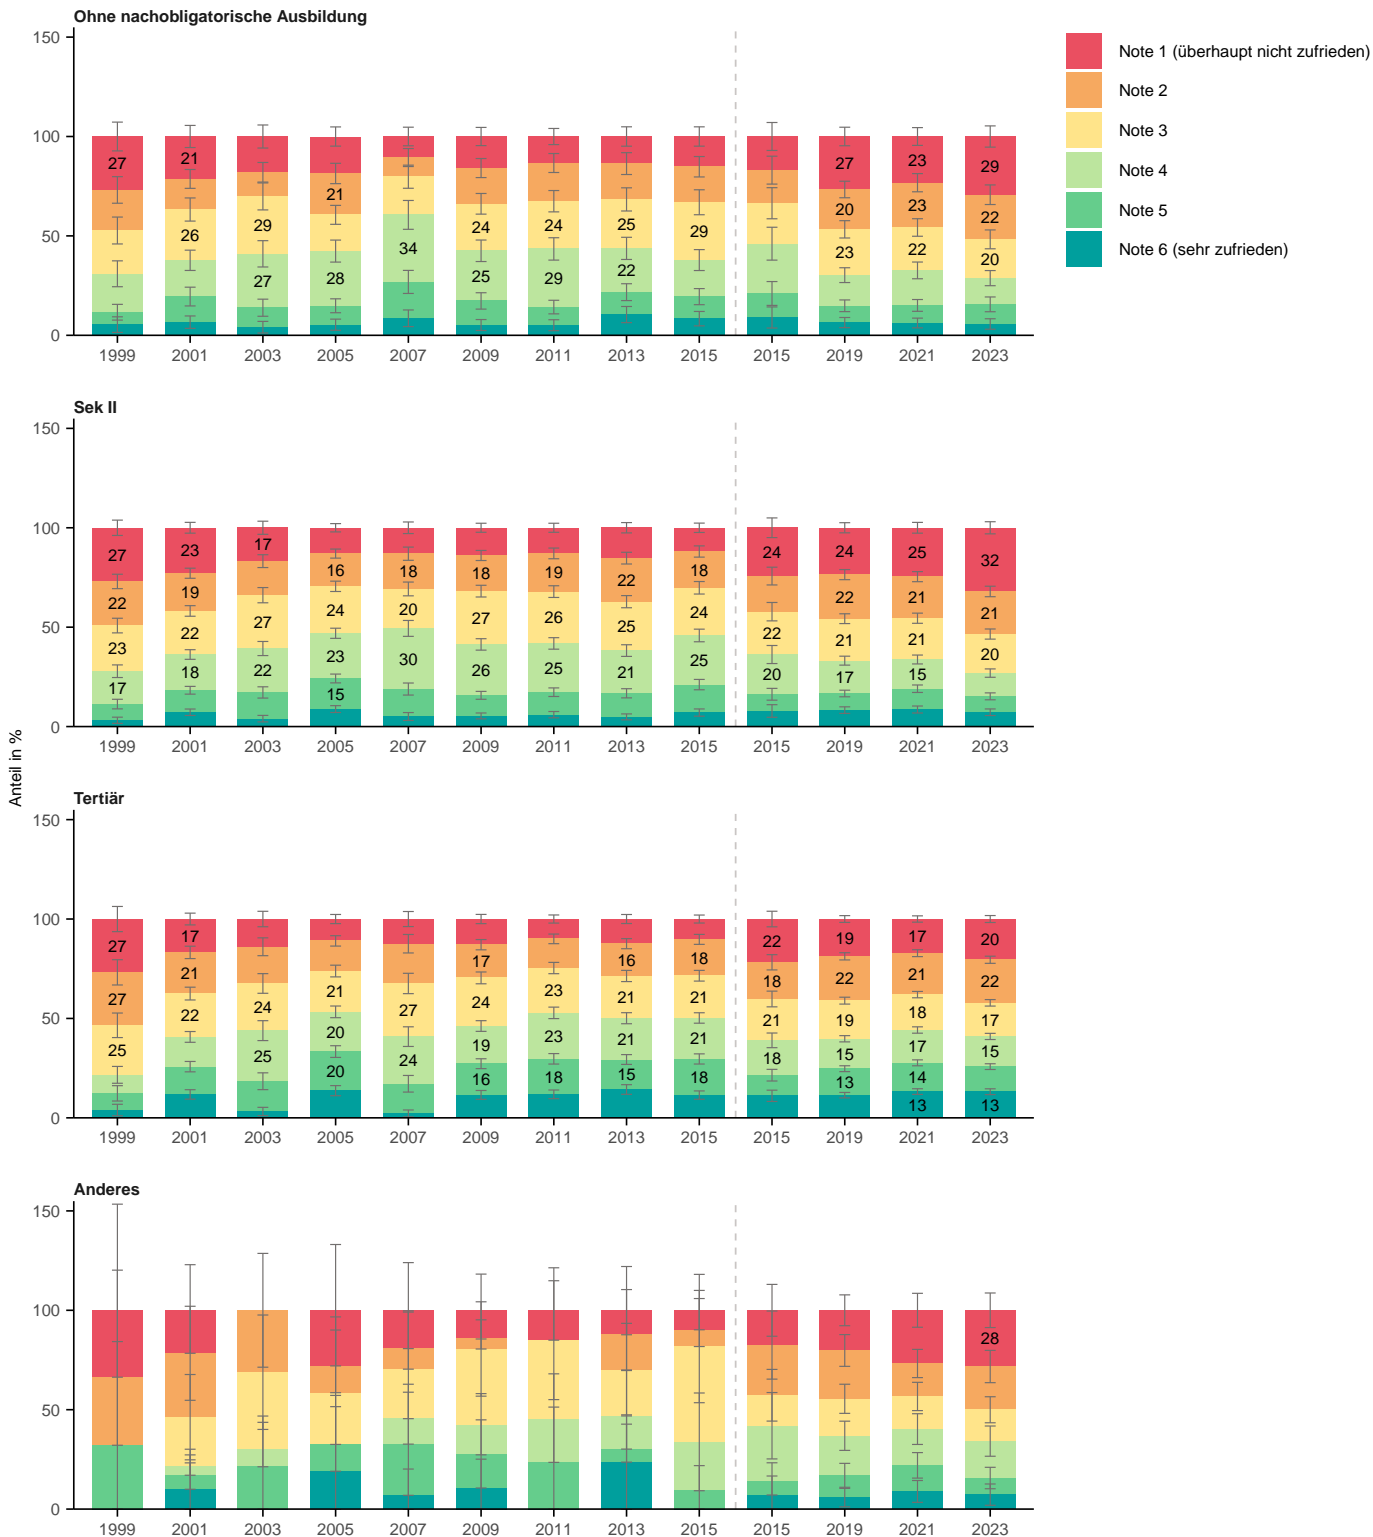 Ohne nachobligatorische Ausbildung
150
100
50
0
27 21 27 23 29
21 20 23 22
26 29 24 24 25 29 23 22 20
27 28 34 25 29 22
1999 2001 2003 2005 2007 2009 2011 2013 2015 2015 2019 2021 2023
Note 1 (überhaupt nicht zufrieden)
Note 2
Note 3
Note 4
Note 5
Note 6 (sehr zufrieden)
Anteil in %
Sek II
150
100
50
0
27 23 17 24 24 25 32
22 19 16 18 18 19 22 18 22 21 21
23 22 27 24 20 27 26 25 24 22 21 21 20
17 18 22 23 30 26 25 21 25 20 17 15
15
1999 2001 2003 2005 2007 2009 2011 2013 2015 2015 2019 2021 2023
Tertiär
150
100
50
0
27 17 22 19 17 20
27 21 17 16 18 18 22 21 22
25 22 24 21 27 24 23 21 21 21 19 18 17
25 20 24 19 23 21 21 18 15 17 15
20 16 18 15 18 13 14
13 13
1999 2001 2003 2005 2007 2009 2011 2013 2015 2015 2019 2021 2023
Anderes
150
100
50
0
28
1999 2001 2003 2005 2007 2009 2011 2013 2015 2015 2019 2021 2023